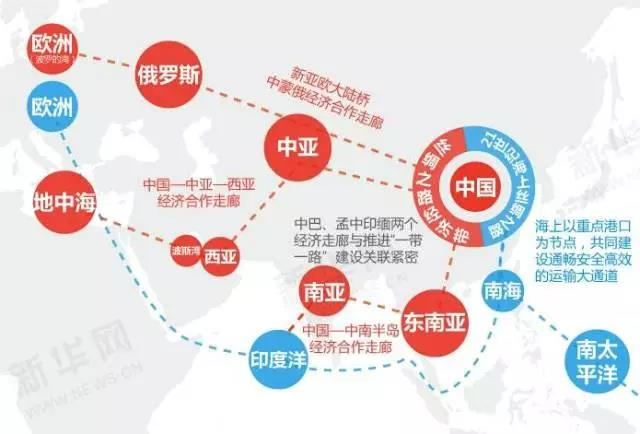 欧洲
（波罗的海）
俄罗斯
新亚欧大陆桥
中蒙俄经济合作走廊
欧洲
中亚
丝绸之路经济带
21世纪海上丝绸之路
中国
地中海
中国—中亚—西亚
经济合作走廊
波斯湾
西亚
中巴、孟中印缅两个
经济走廊与推进“一带
一路”建设关联紧密
海上以重点港口
为节点，共同建
设通畅安全高效
的运输大通道
南亚
东南亚
南海
中国—中南半岛
经济合作走廊
印度洋
南太
平洋
新华网
WWW.NEWS.CN